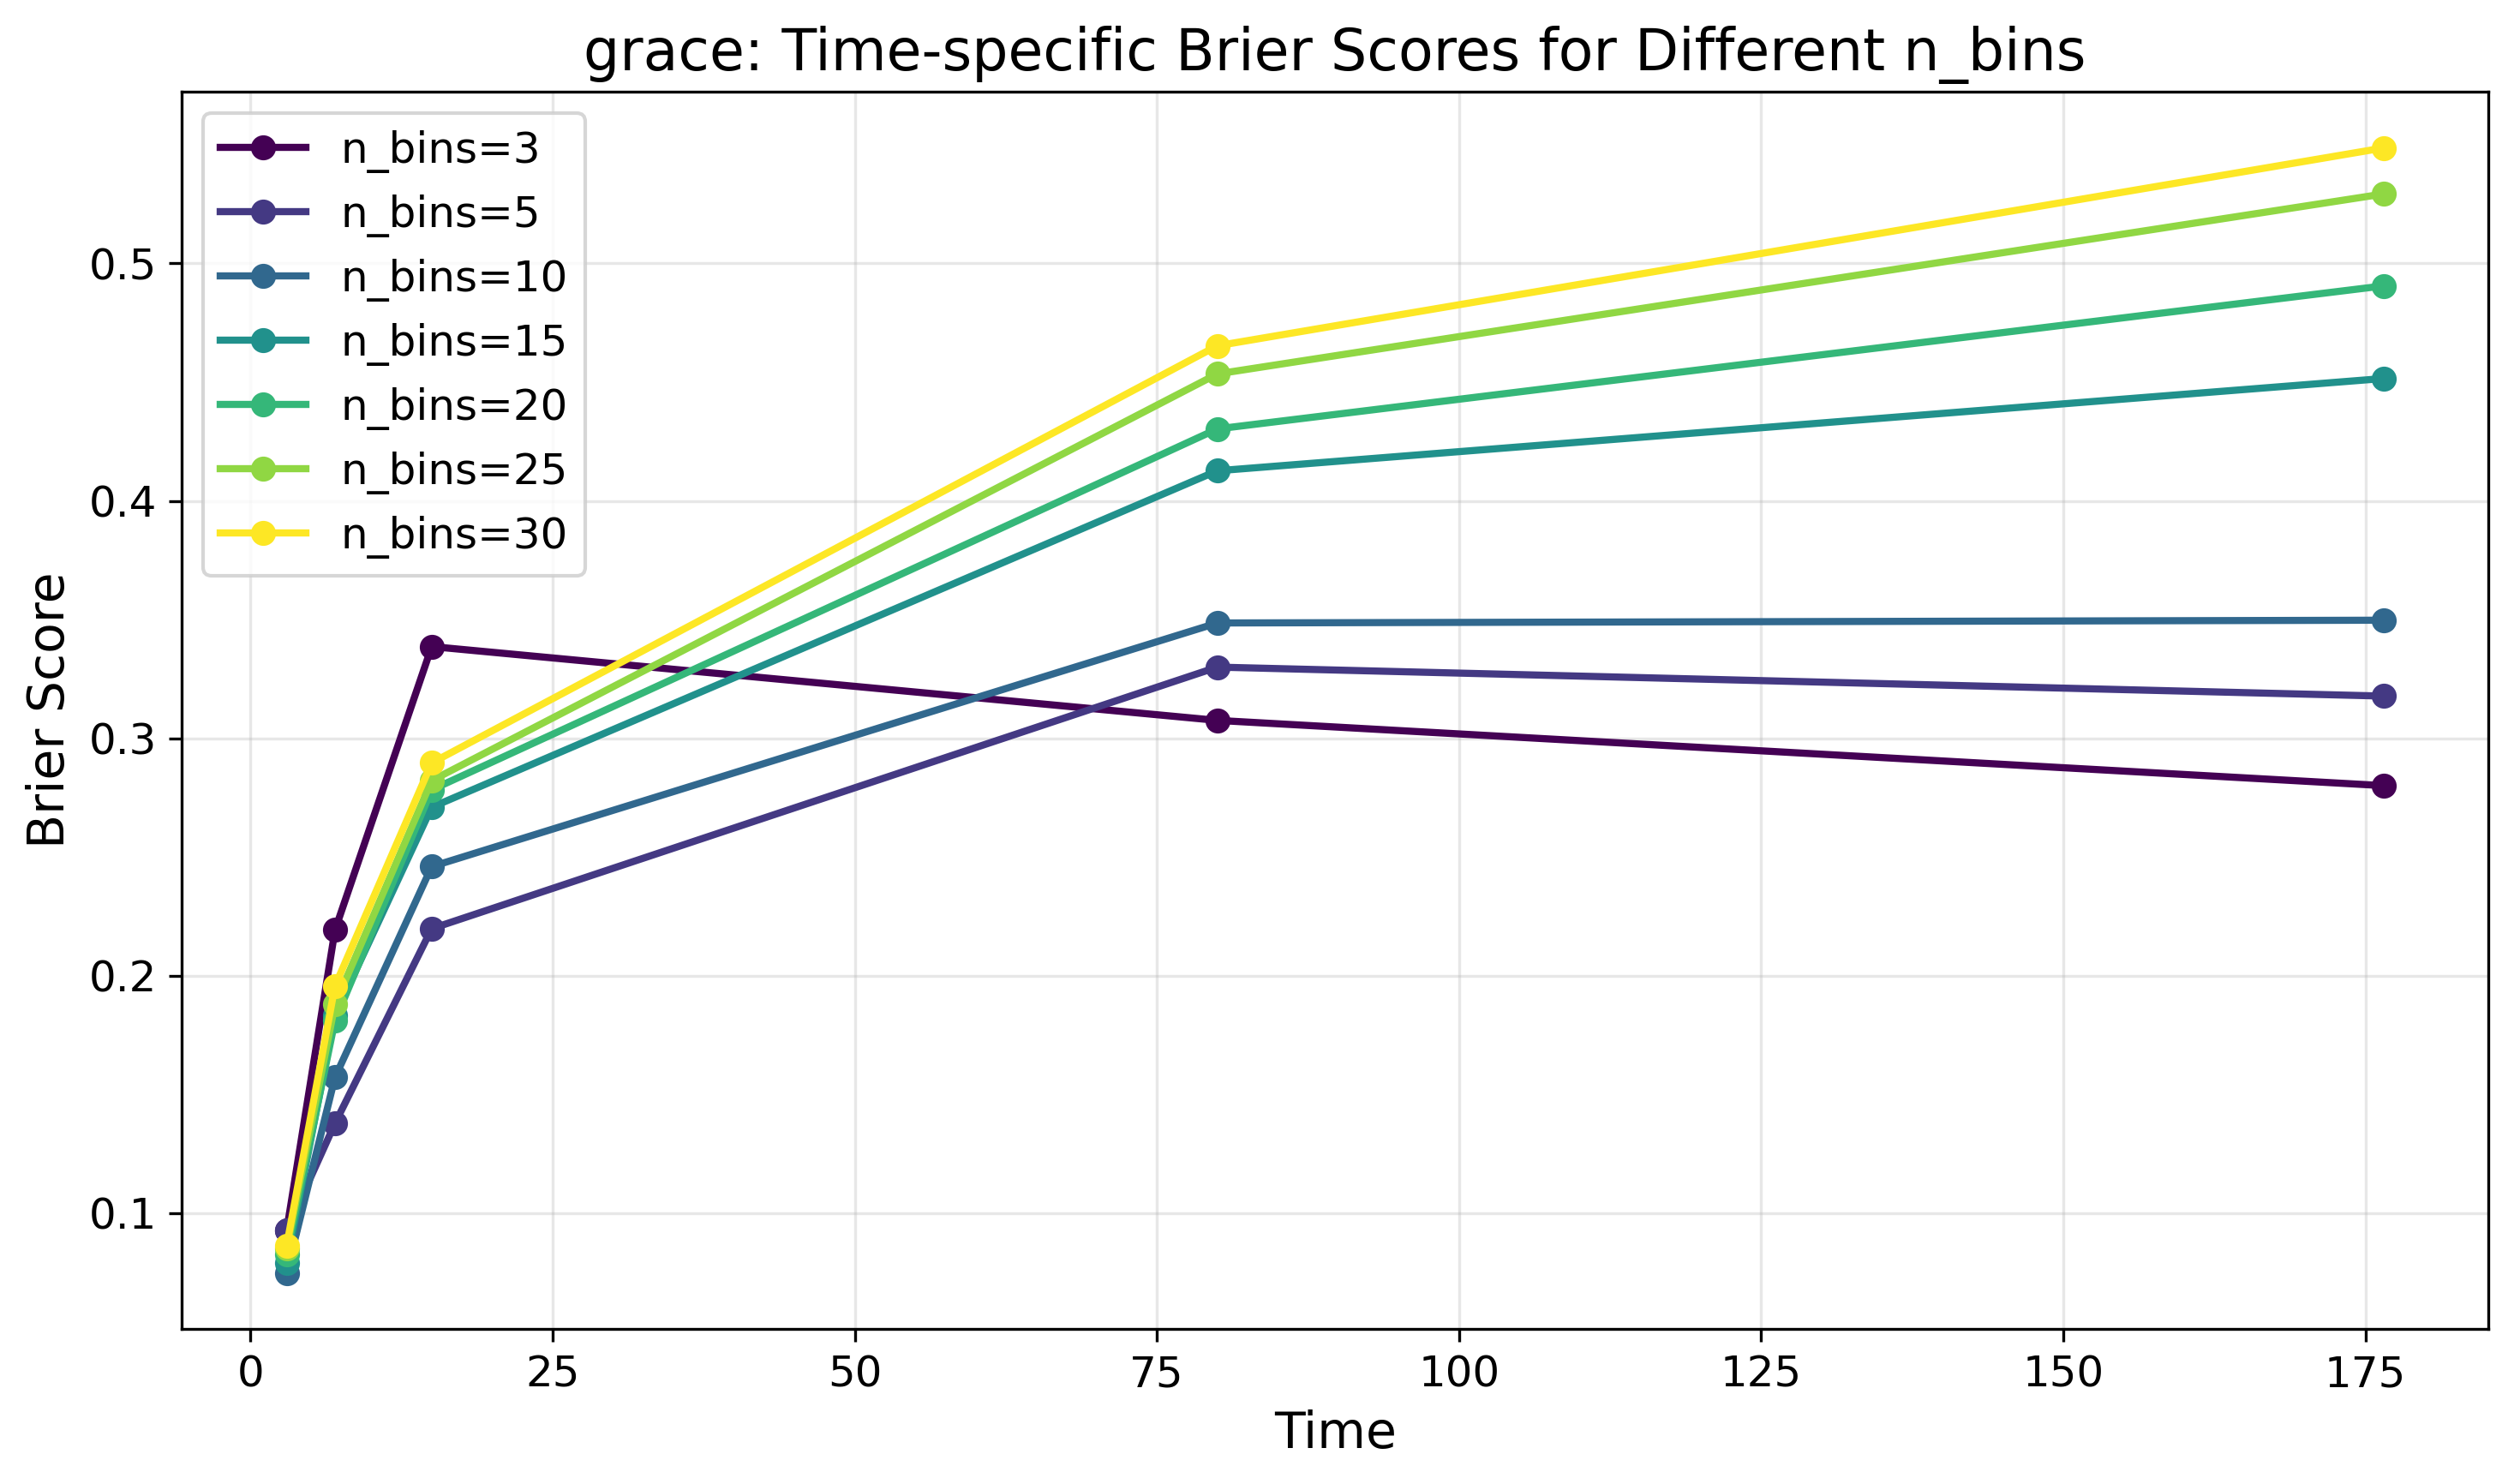 grace: Time-specific Brier Scores for Different n_bins
n_bins=3
n_bins=5
n_bins=10
n_bins=15
n_bins=20
n_bins=25
n_bins=30
Brier Score
0.5
0.4
0.3
0.2
0.1
0 25 50 75 100 125 150 175
Time